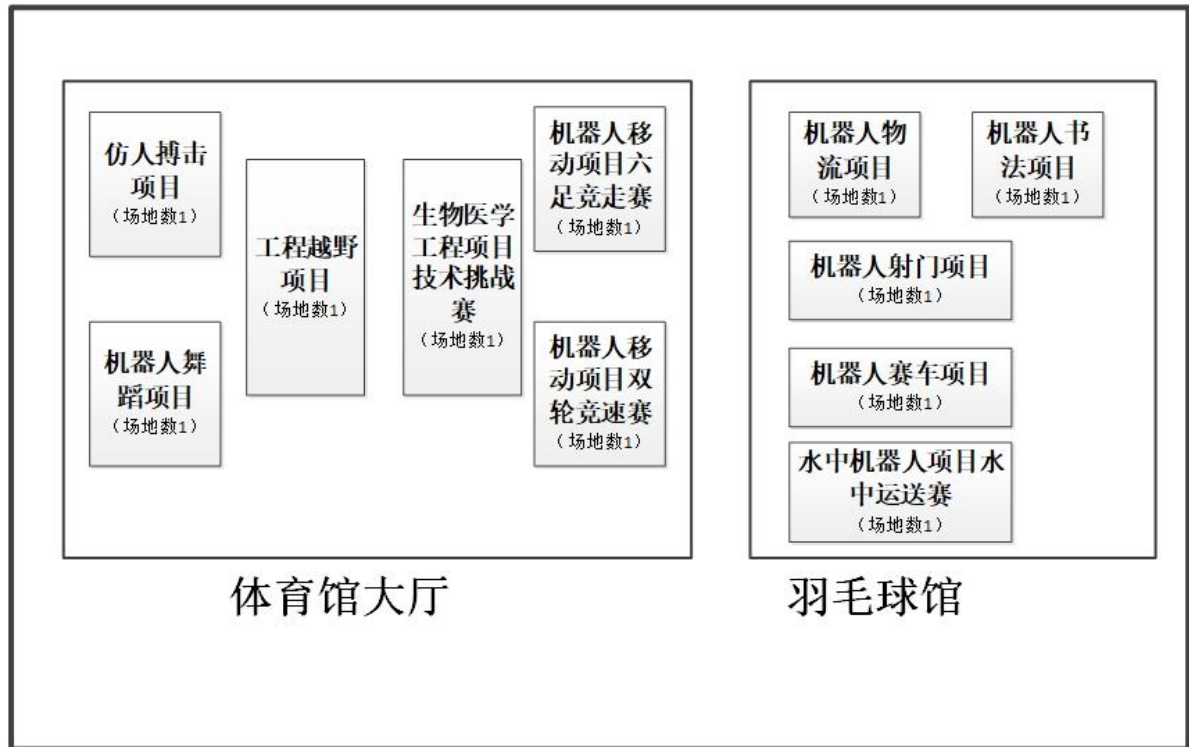 仿人搏击
项目
(场地数1)
机器人舞
蹈项目
(场地数1)
工程越野
项目
(场地数1)
生物医学
工程项目
技术挑战
赛
(场地数1)
机器人移
动项目六
足竞走赛
(场地数1)
机器人移
动项目双
轮竞速赛
(场地数1)
体育馆大厅
机器人物
流项目
(场地数1)
机器人书
法项目
(场地数1)
机器人射门项目
(场地数1)
机器人赛车项目
(场地数1)
水中机器人项目水
中运送赛
(场地数1)
羽毛球馆